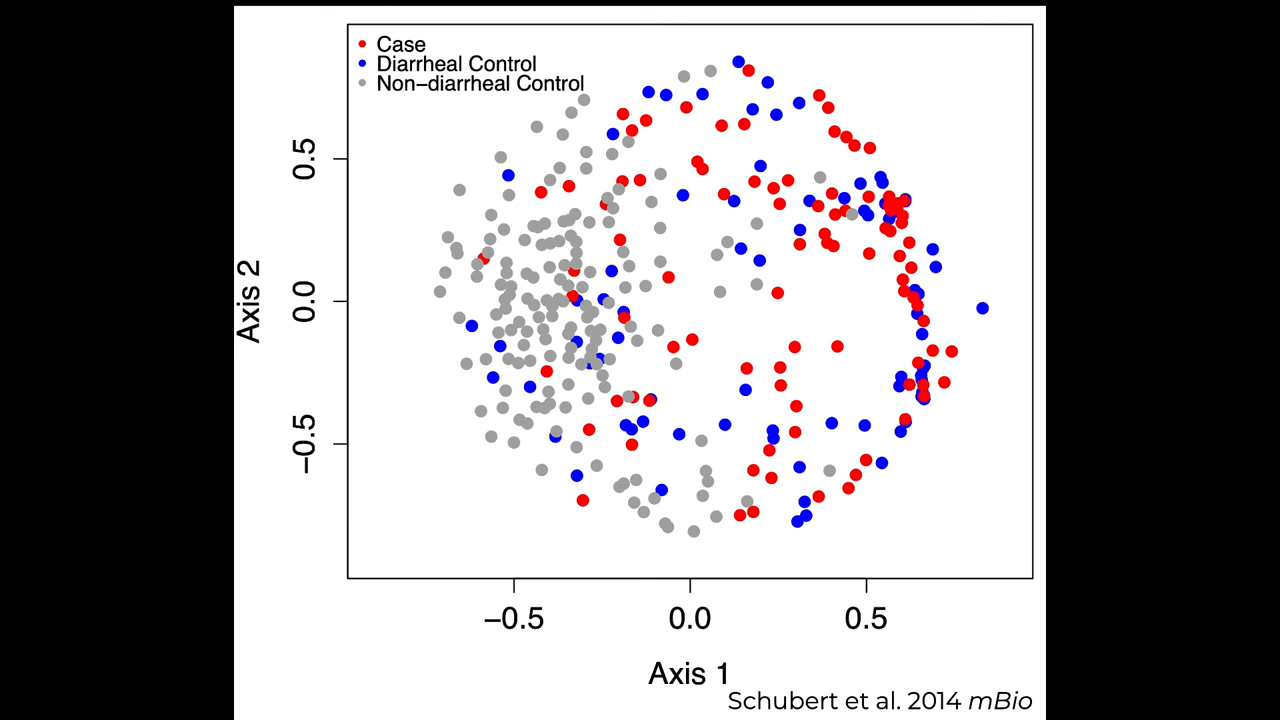 Case
Diarrheal Control
Non−diarrheal Control
0.5
0.0
−0.5
Axis 2
−0.5 0.0 0.5
Axis 1
Schubert et al. 2014 mBio